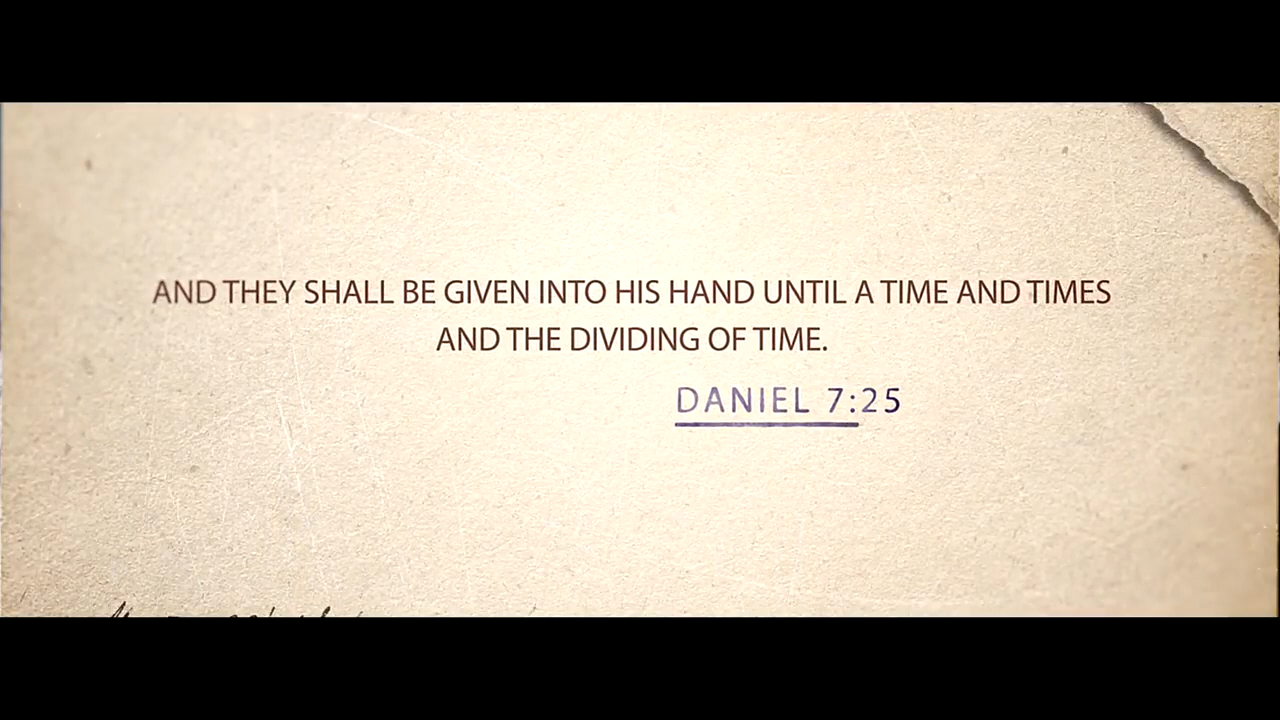 AND THEY SHALL BE GIVEN INTO HIS HAND UNTIL A TIME AND TIMES
AND THE DIVIDING OF TIME.
DANIEL 7:25